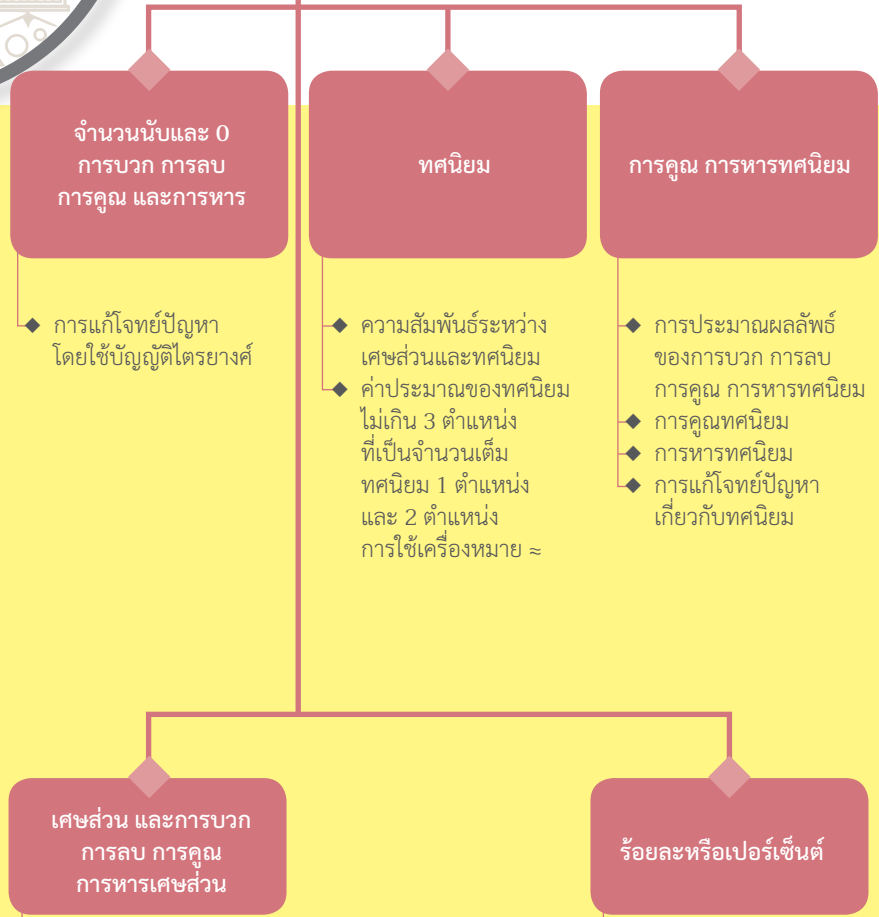 จำนวนนับและ 0
การบวก การลบ
การคูณ และการหาร
ทศนิยม
การคูณ การหารทศนิยม
การแก้โจทย์ปัญหา
โดยใช้บัญญัติไตรยางศ์
ความสัมพันธ์ระหว่าง
เศษส่วนและทศนิยม
ค่าประมาณของทศนิยม
ไม่เกิน 3 ตำแหน่ง
ที่เป็นจำนวนเต็ม
ทศนิยม 1 ตำแหน่ง
และ 2 ตำแหน่ง
การใช้เครื่องหมาย ≈
การประมาณผลลัพธ์
ของการบวก การลบ
การคูณ การหารทศนิยม
การคูณทศนิยม
การหารทศนิยม
การแก้โจทย์ปัญหา
เกี่ยวกับทศนิยม
เศษส่วน และการบวก
การลบ การคูณ
การหารเศษส่วน
ร้อยละหรือเปอร์เซ็นต์